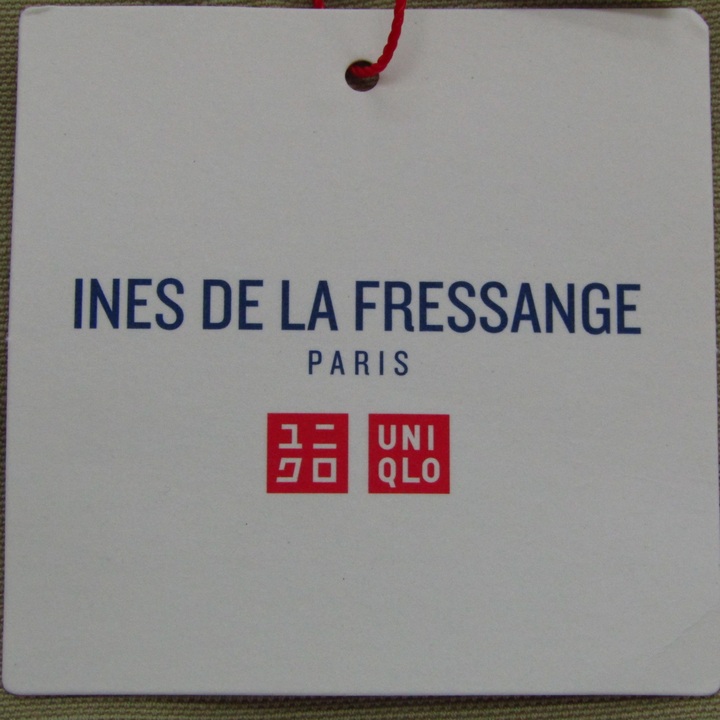 INES DE LA FRESSANGE
PARIS
ユニ UNI
クロ QLO